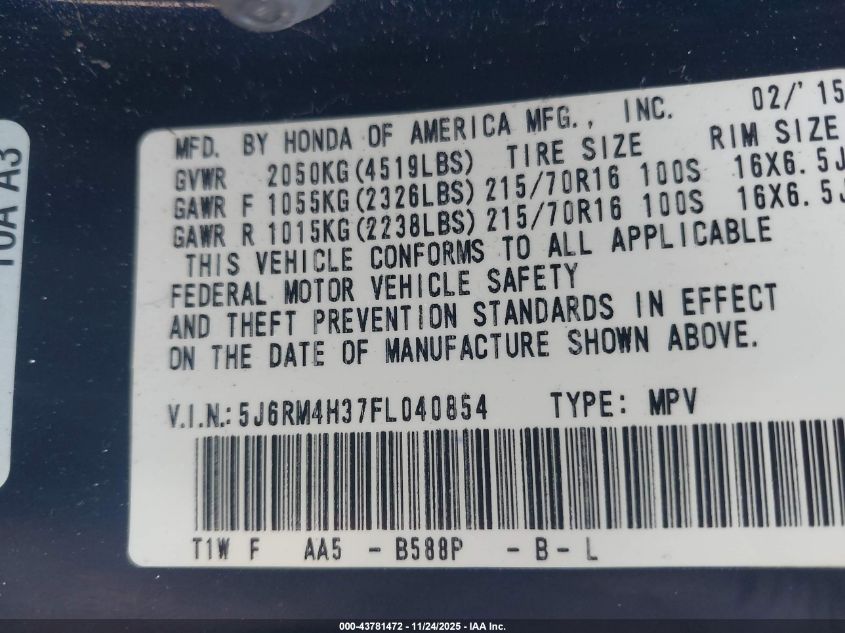 MFD. BY HONDA OF AMERICA MFG., INC. 02/'15
GVWR 2050KG(4519LBS) TIRE SIZE RIM SIZE
GAWR F 1055KG(2326LBS) 215/70R16 100S 16X6.5J
GAWR R 1015KG(2238LBS) 215/70R16 100S 16X6.5J
THIS VEHICLE CONFORMS TO ALL APPLICABLE
FEDERAL MOTOR VEHICLE SAFETY
AND THEFT PREVENTION STANDARDS IN EFFECT
ON THE DATE OF MANUFACTURE SHOWN ABOVE.
V.I.N.: 5J6RM4H37FL040854 TYPE: MPV
T1W F AA5 - B588P - B - L
10A A3
000-43781472 - 11/24/2025 - IAA Inc.